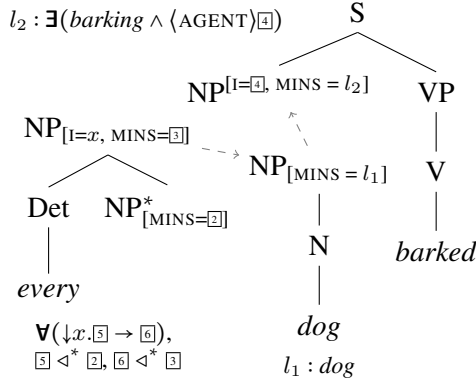 l₂ : ∃(barking ∧ ⟨AGENT⟩4)
S
NP[I=4, MINS = l₂]
VP
NP[I=x, MINS=3]
NP[MINS = l₁]
V
Det
NP*[MINS=2]
N
barked
every
dog
∀(↓x.5 → 6),
5 ◁* 2, 6 ◁* 3
l₁ : dog